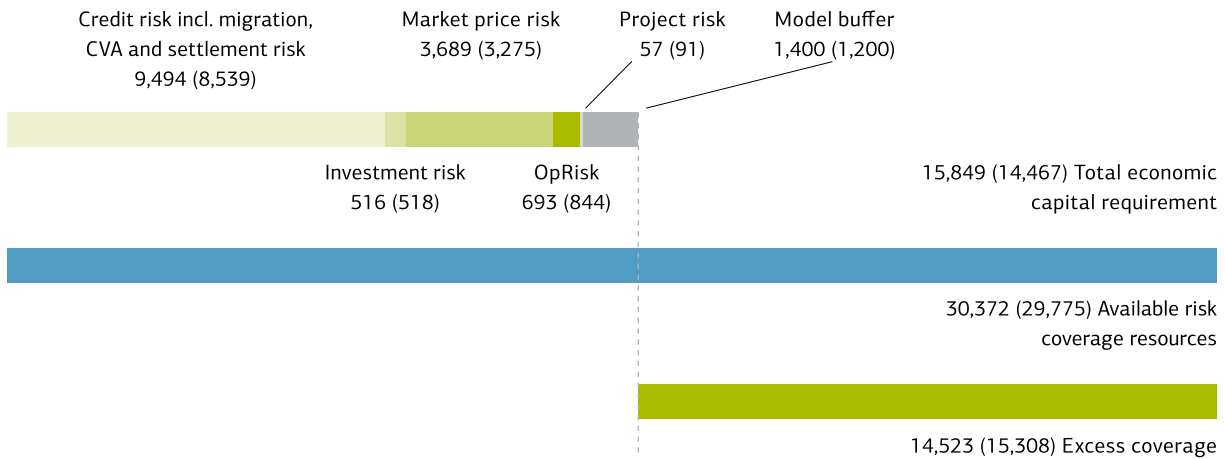 Credit risk incl. migration,
CVA and settlement risk
9,494 (8,539)
Market price risk
3,689 (3,275)
Project risk
57 (91)
Model buffer
1,400 (1,200)
Investment risk
516 (518)
OpRisk
693 (844)
15,849 (14,467) Total economic
capital requirement
30,372 (29,775) Available risk
coverage resources
14,523 (15,308) Excess coverage